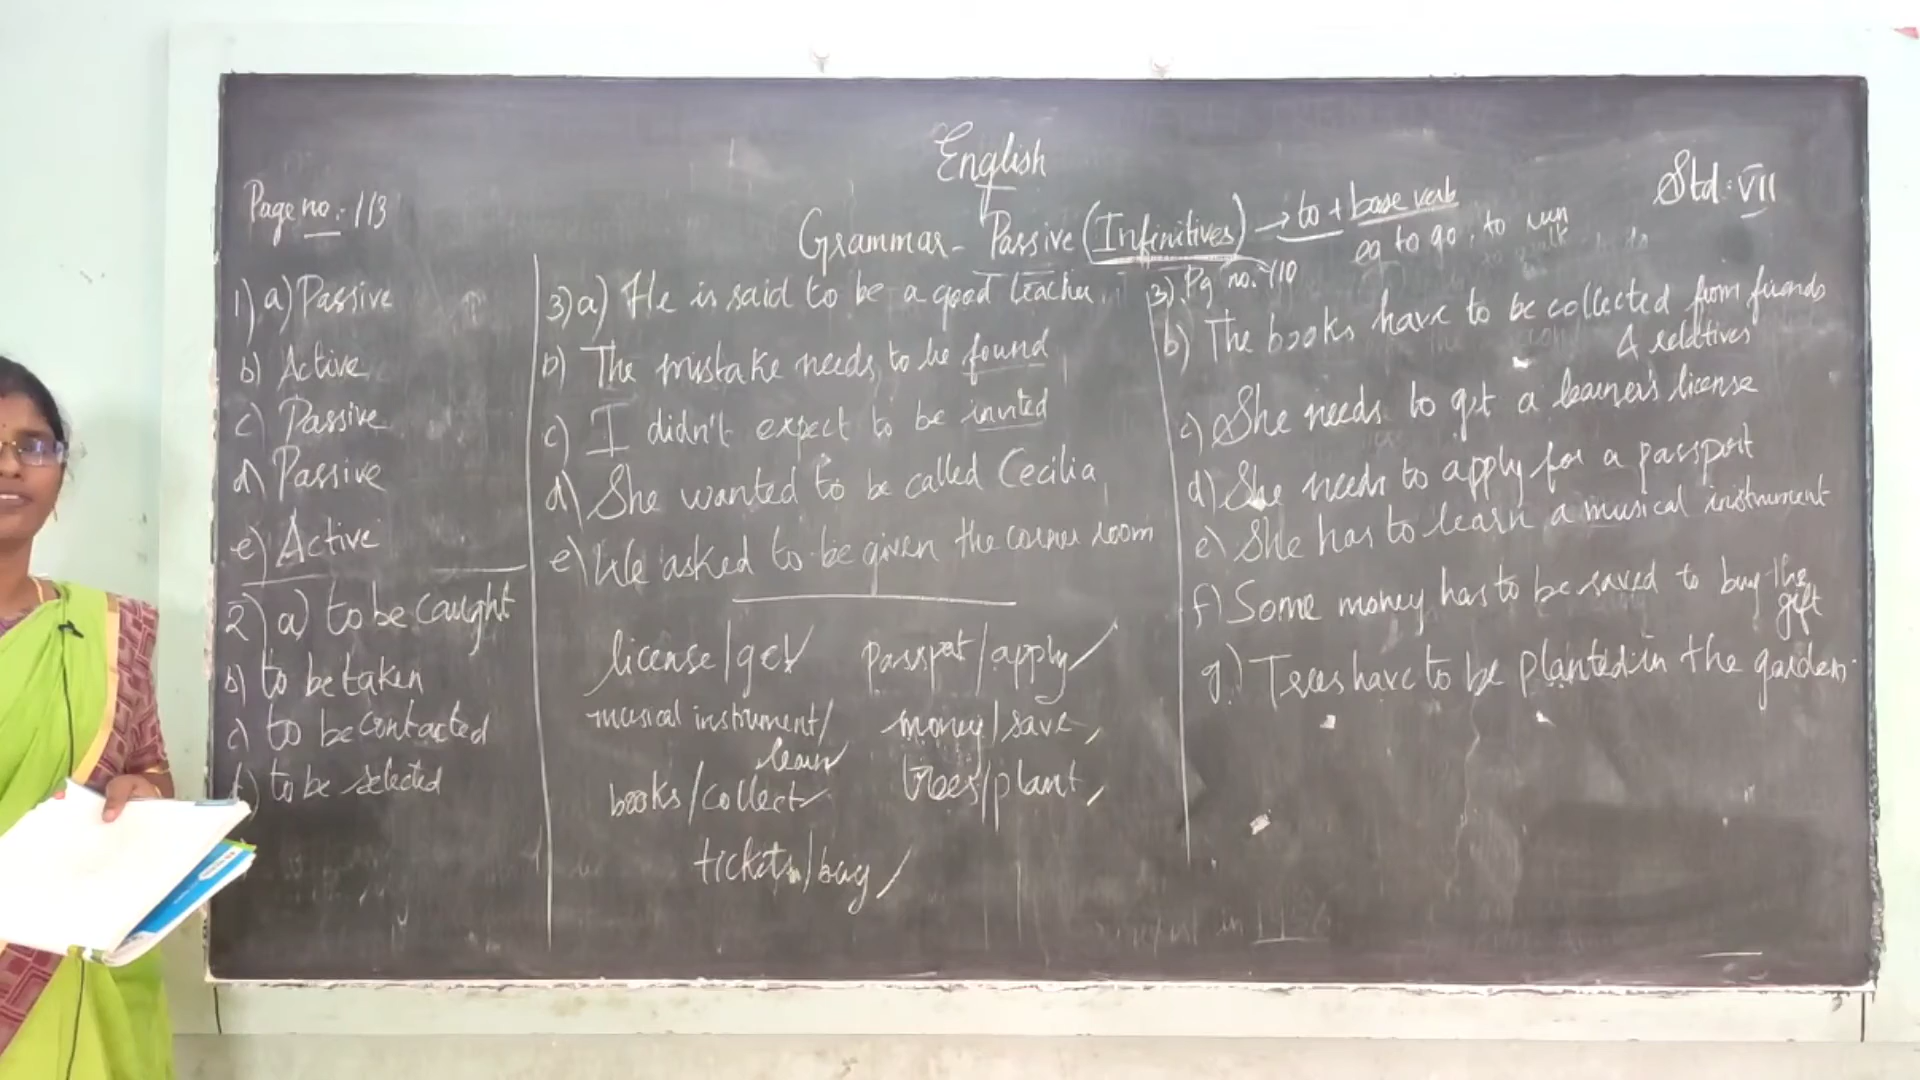 English
Std: VII
Page no:- 113
Grammar - Passive (Infinitives) → to + base verb
eg to go, to run
to walk to do
1) a) Passive
b) Active
c) Passive
d) Passive
e) Active
2) a) to be caught
b) to be taken
c) to be contacted
d) to be selected
3) a) He is said to be a good teacher
b) The mistake needs to be found
c) I didn't expect to be invited
d) She wanted to be called Cecilia
e) We asked to be given the corner room
license/get
passport/apply
musical instrument/
learn
money/save
books/collect
trees/plant
tickets/buy
3). Pg no:- 110
b) The books have to be collected from friends
& relatives
c) She needs to get a learner's license
d) She needs to apply for a passport
e) She has to learn a musical instrument
f) Some money has to be saved to buy the
gift
g.) Trees have to be planted in the garden.